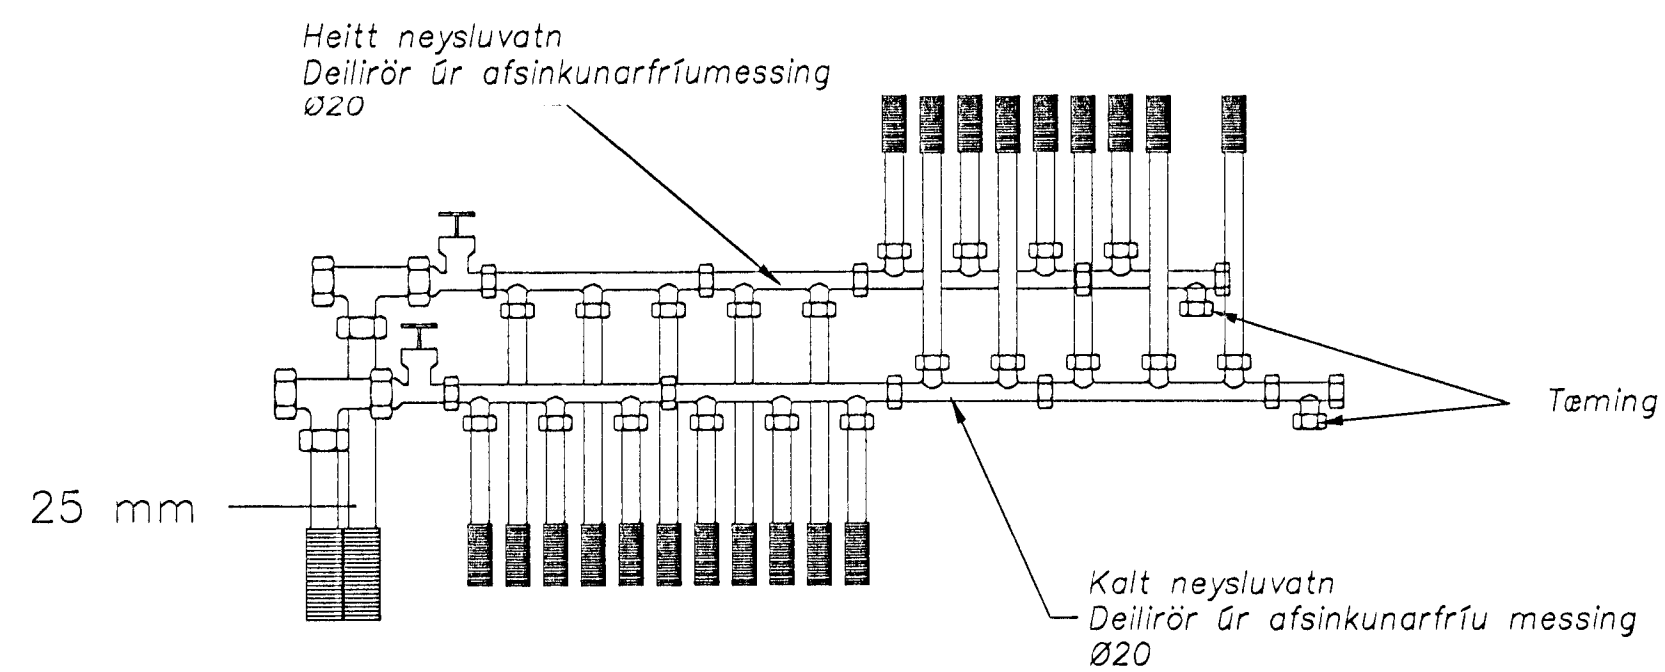 Heitt neysluvatn
Deilirör úr afsinkunarfríumessing
Ø20
Tæming
25 mm
Kalt neysluvatn
Deilirör úr afsinkunarfríu messing
Ø20